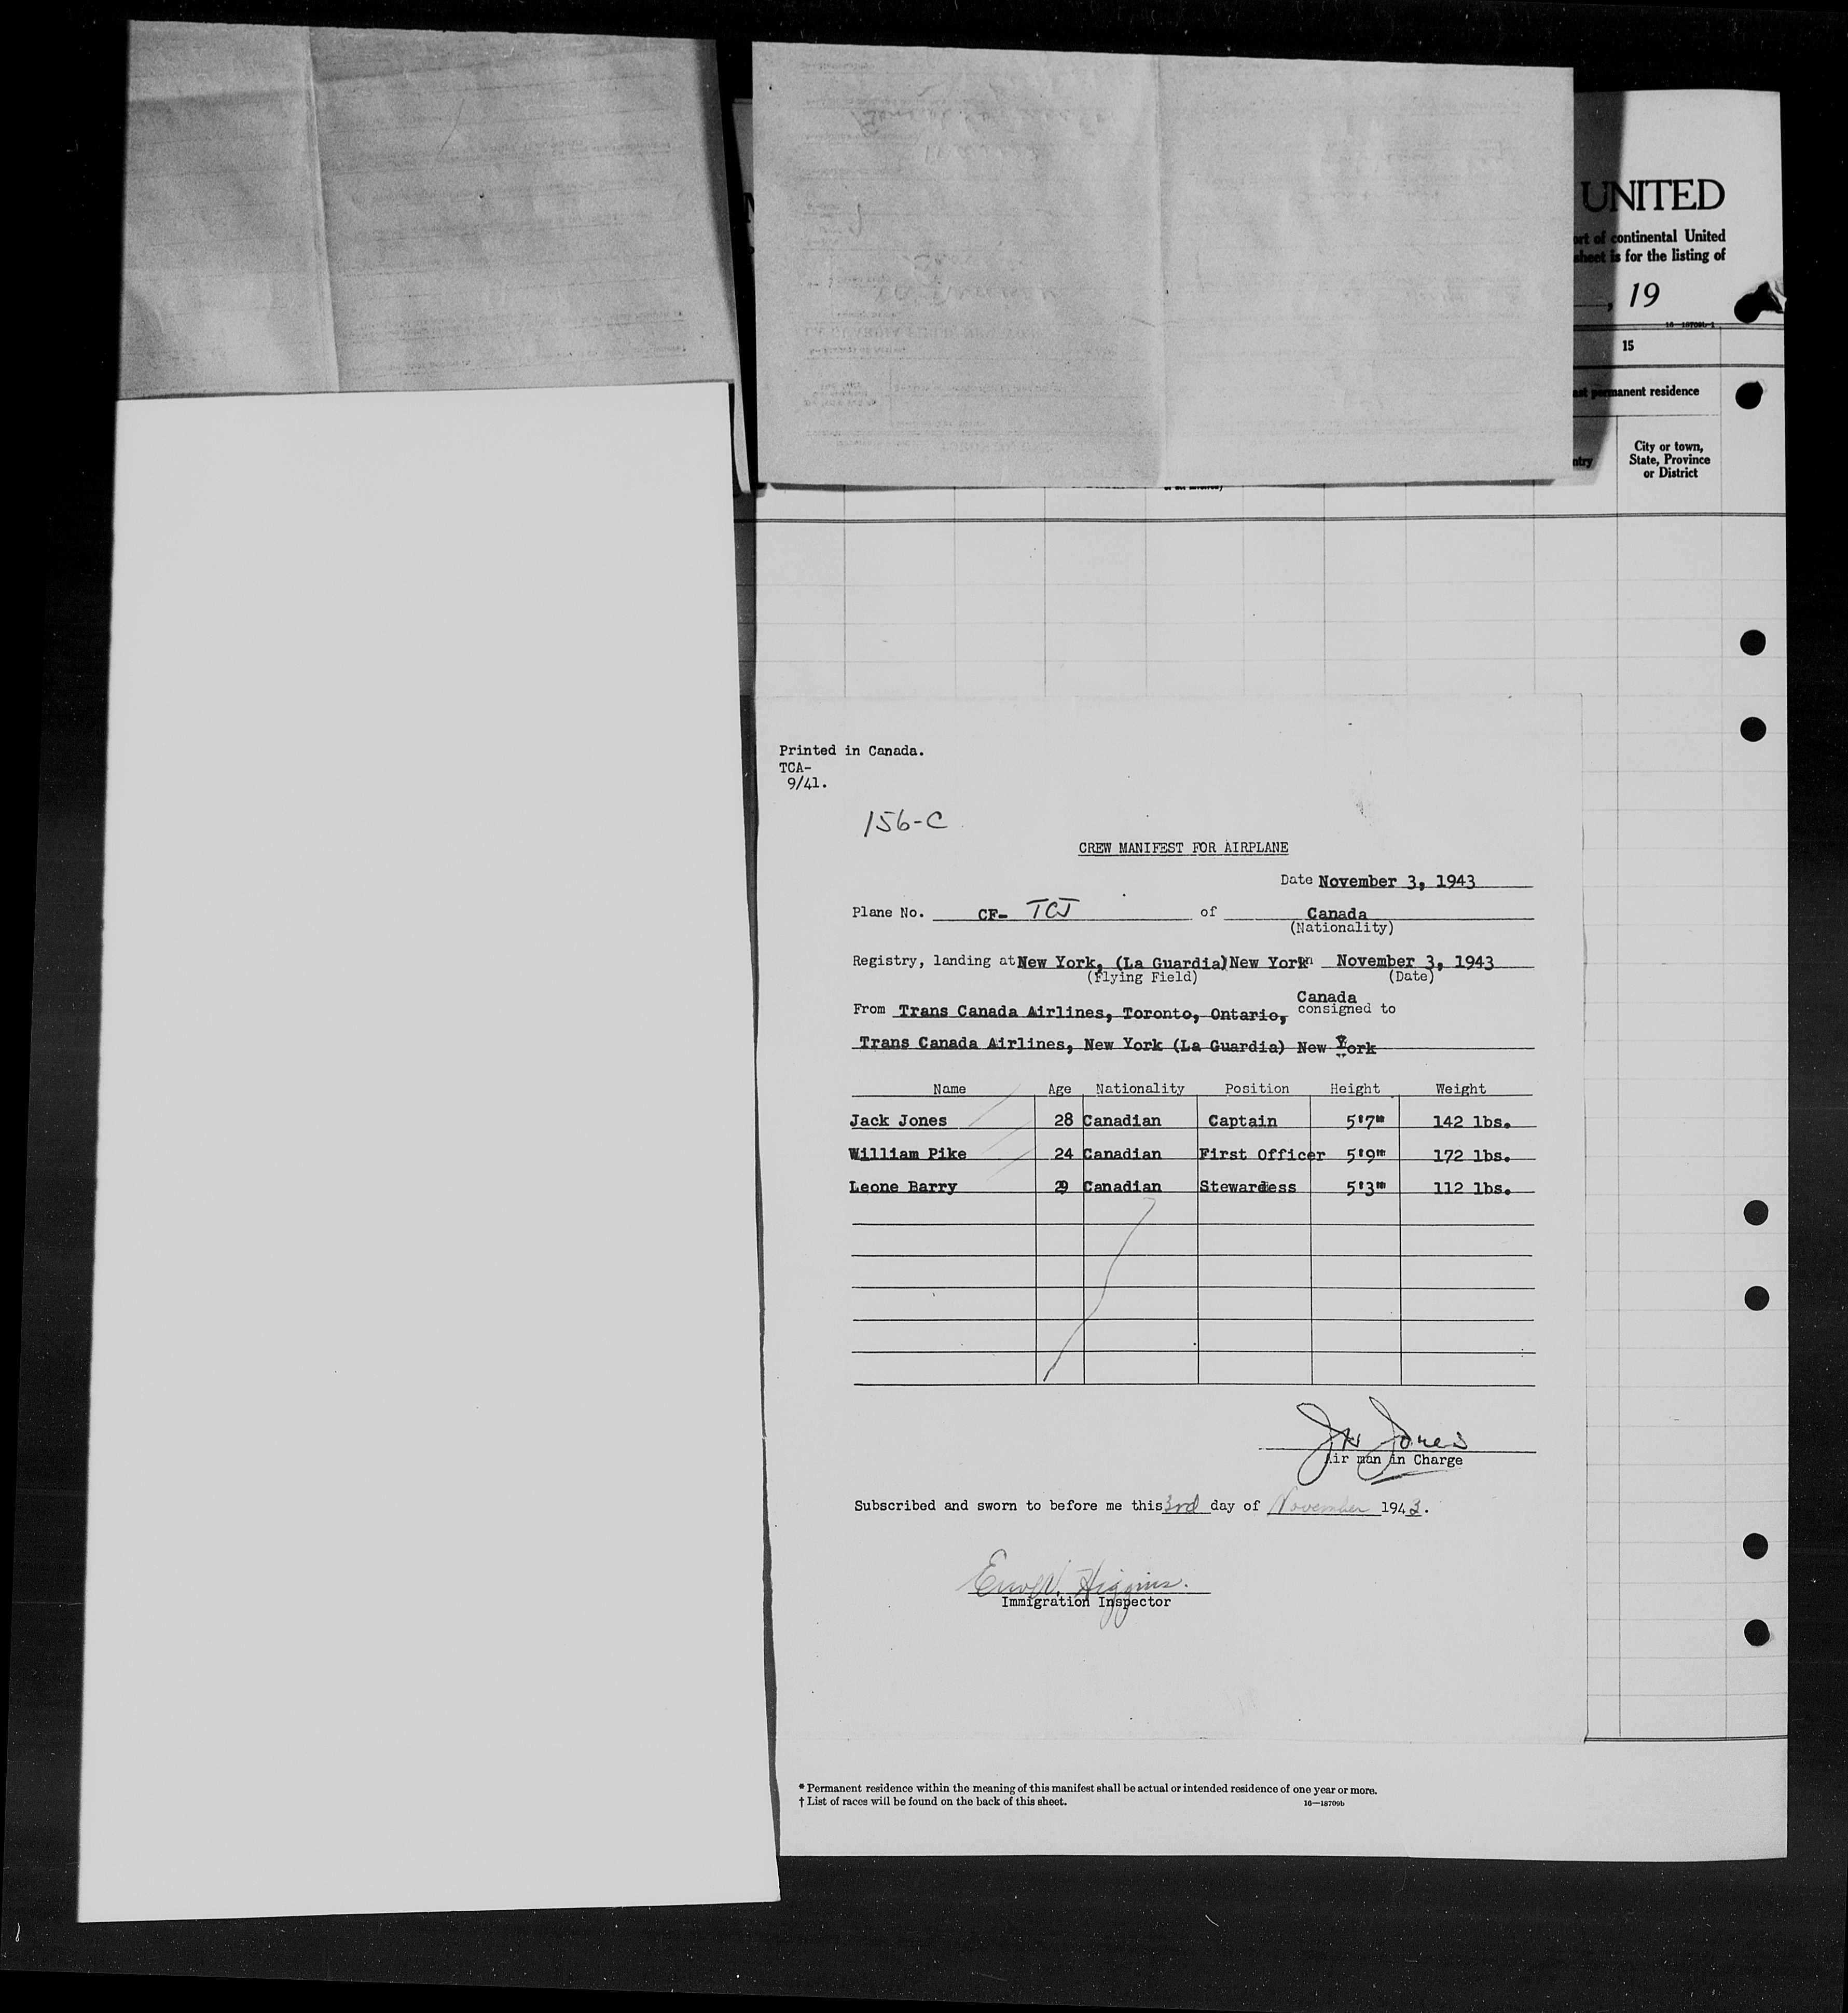 UNITED
ort of continental United
sheet is for the listing of
, 19
15
permanent residence
City or town,
State, Province
or District
Printed in Canada.
TCA-
9/41.
156-C
CREW MANIFEST FOR AIRPLANE
Date November 3, 1943
Plane No. CF- TCJ of Canada
(Nationality)
Registry, landing at New York, (La Guardia) New York November 3, 1943
(Flying Field) (Date)
Canada
From Trans Canada Airlines, Toronto, Ontario, consigned to
Trans Canada Airlines, New York (La Guardia) New York
Name Age Nationality Position Height Weight
Jack Jones 28 Canadian Captain 5'7" 142 lbs.
William Pike 24 Canadian First Officer 5'9" 172 lbs.
Leone Barry 29 Canadian Stewardess 5'3" 112 lbs.
Jones
Air man in Charge
Subscribed and sworn to before me this 3rd day of November 1943.
Higgins.
Immigration Inspector
* Permanent residence within the meaning of this manifest shall be actual or intended residence of one year or more.
† List of races will be found on the back of this sheet. 16—18709b